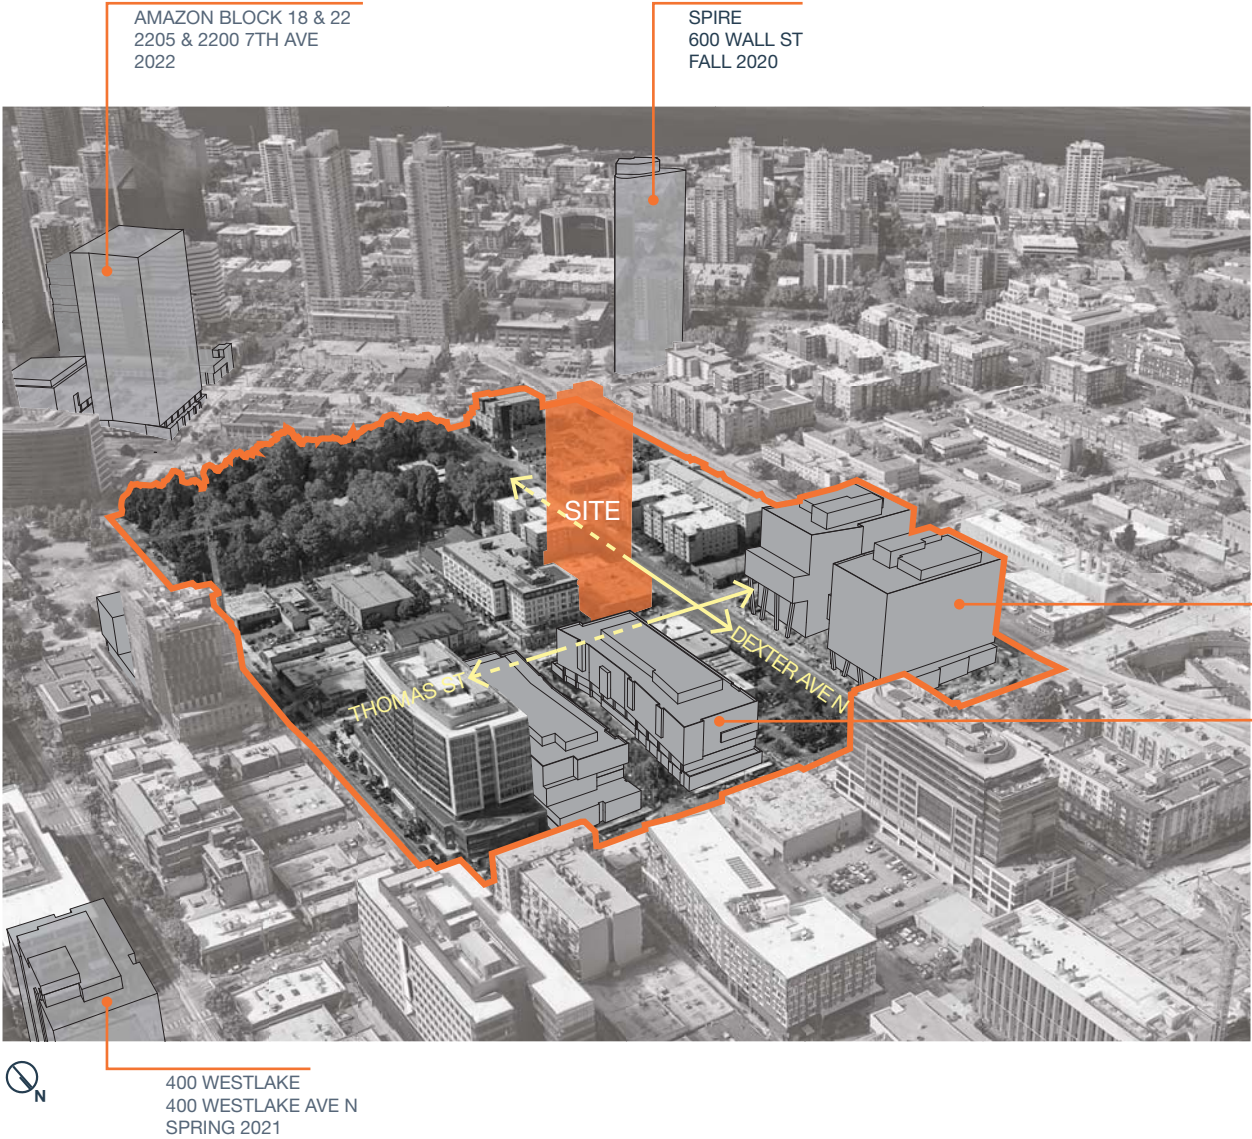 AMAZON BLOCK 18 & 22
2205 & 2200 7TH AVE
2022
SPIRE
600 WALL ST
FALL 2020
SITE
DEXTER AVE N
THOMAS ST
N
400 WESTLAKE
400 WESTLAKE AVE N
SPRING 2021